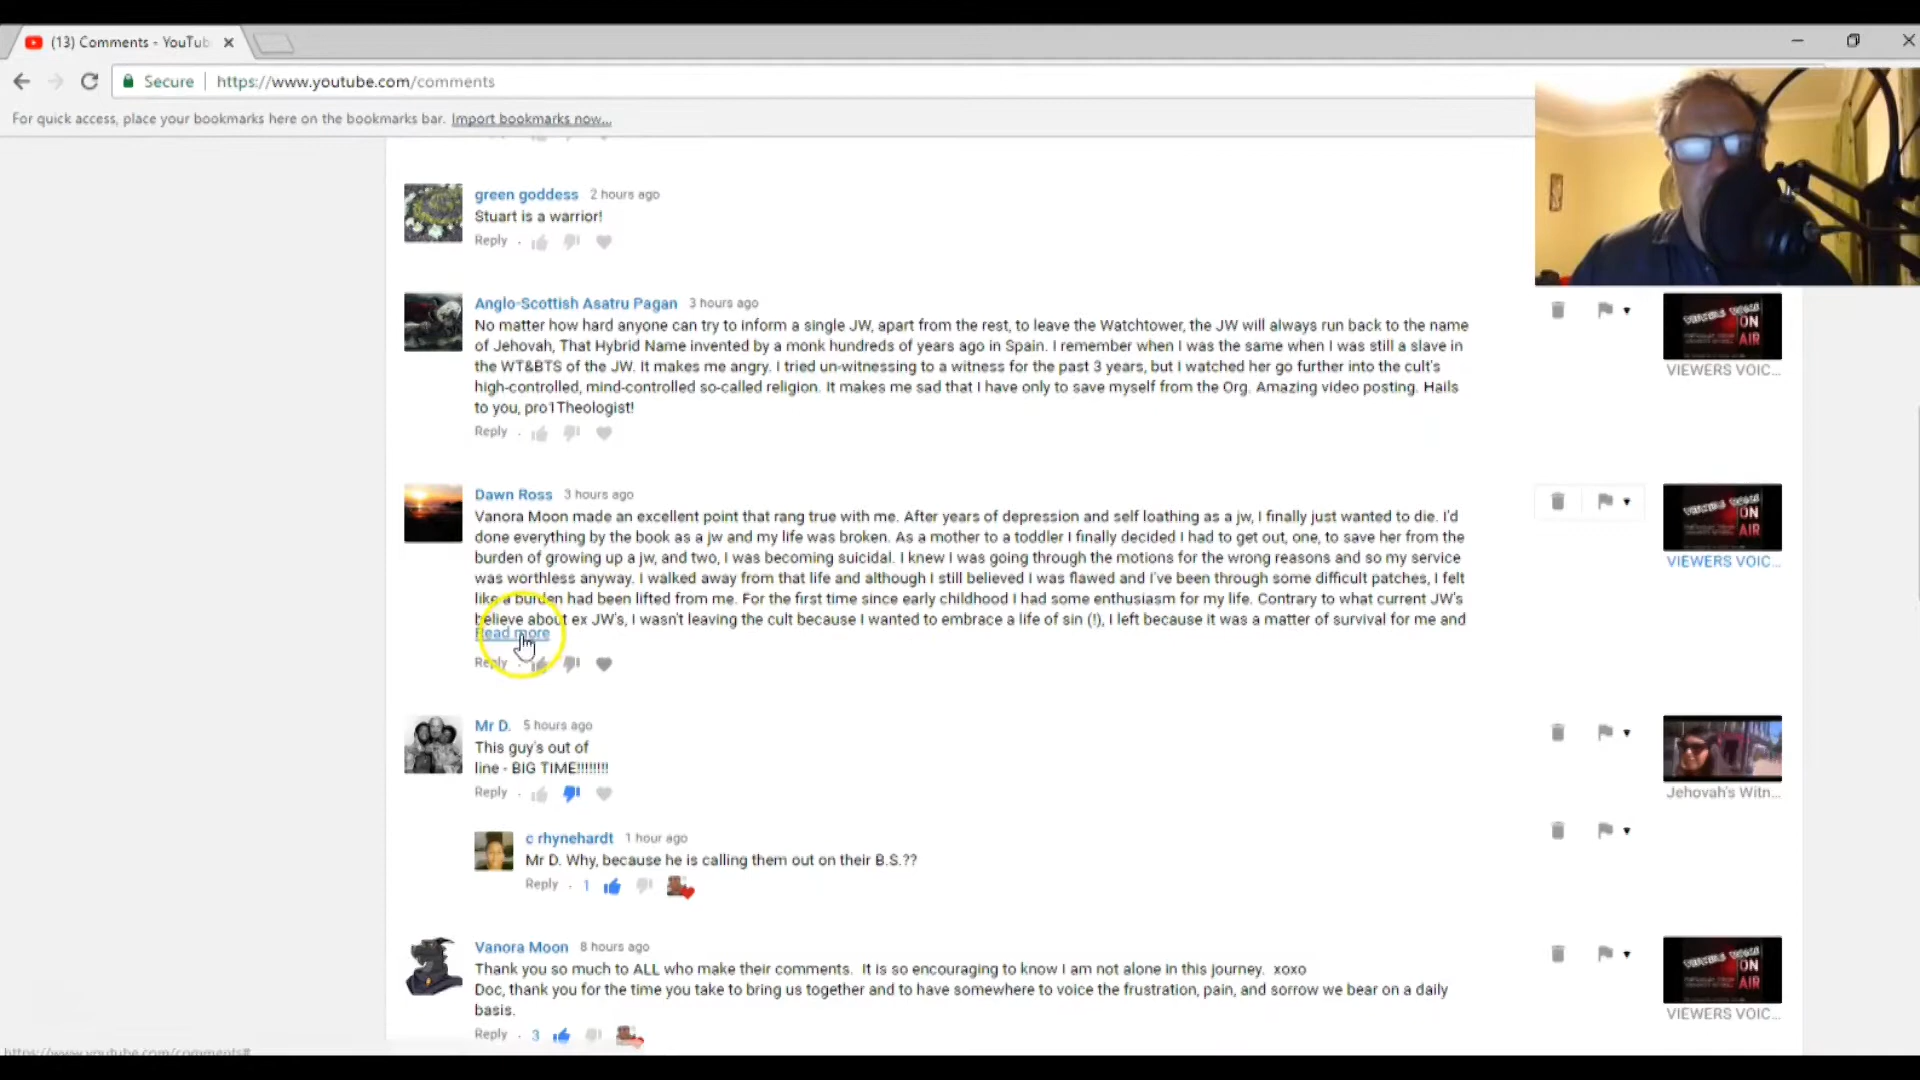 (13) Comments - YouTub
Secure
https://www.youtube.com/comments
For quick access, place your bookmarks here on the bookmarks bar. Import bookmarks now...
green goddess 2 hours ago
Stuart is a warrior!
Reply
Anglo-Scottish Asatru Pagan 3 hours ago
No matter how hard anyone can try to inform a single JW, apart from the rest, to leave the Watchtower, the JW will always run back to the name
of Jehovah, That Hybrid Name invented by a monk hundreds of years ago in Spain. I remember when I was the same when I was still a slave in
the WT&BTS of the JW. It makes me angry. I tried un-witnessing to a witness for the past 3 years, but I watched her go further into the cult's
high-controlled, mind-controlled so-called religion. It makes me sad that I have only to save myself from the Org. Amazing video posting. Hails
to you, pro1Theologist!
Reply
ON
AIR
VIEWERS VOIC...
Dawn Ross 3 hours ago
Vanora Moon made an excellent point that rang true with me. After years of depression and self loathing as a jw, I finally just wanted to die. I'd
done everything by the book as a jw and my life was broken. As a mother to a toddler I finally decided I had to get out, one, to save her from the
burden of growing up a jw, and two, I was becoming suicidal. I knew I was going through the motions for the wrong reasons and so my service
was worthless anyway. I walked away from that life and although I still believed I was flawed and I've been through some difficult patches, I felt
like a burden had been lifted from me. For the first time since early childhood I had some enthusiasm for my life. Contrary to what current JW's
believe about ex JW's, I wasn't leaving the cult because I wanted to embrace a life of sin (!), I left because it was a matter of survival for me and
Read more
Reply
ON
AIR
VIEWERS VOIC...
Mr D. 5 hours ago
This guy's out of
line - BIG TIME!!!!!!!!
Reply
Jehovah's Witn...
c rhynehardt 1 hour ago
Mr D. Why, because he is calling them out on their B.S.??
Reply 1
Vanora Moon 8 hours ago
Thank you so much to ALL who make their comments. It is so encouraging to know I am not alone in this journey. xoxo
Doc, thank you for the time you take to bring us together and to have somewhere to voice the frustration, pain, and sorrow we bear on a daily
basis.
Reply 3
ON
AIR
VIEWERS VOIC...